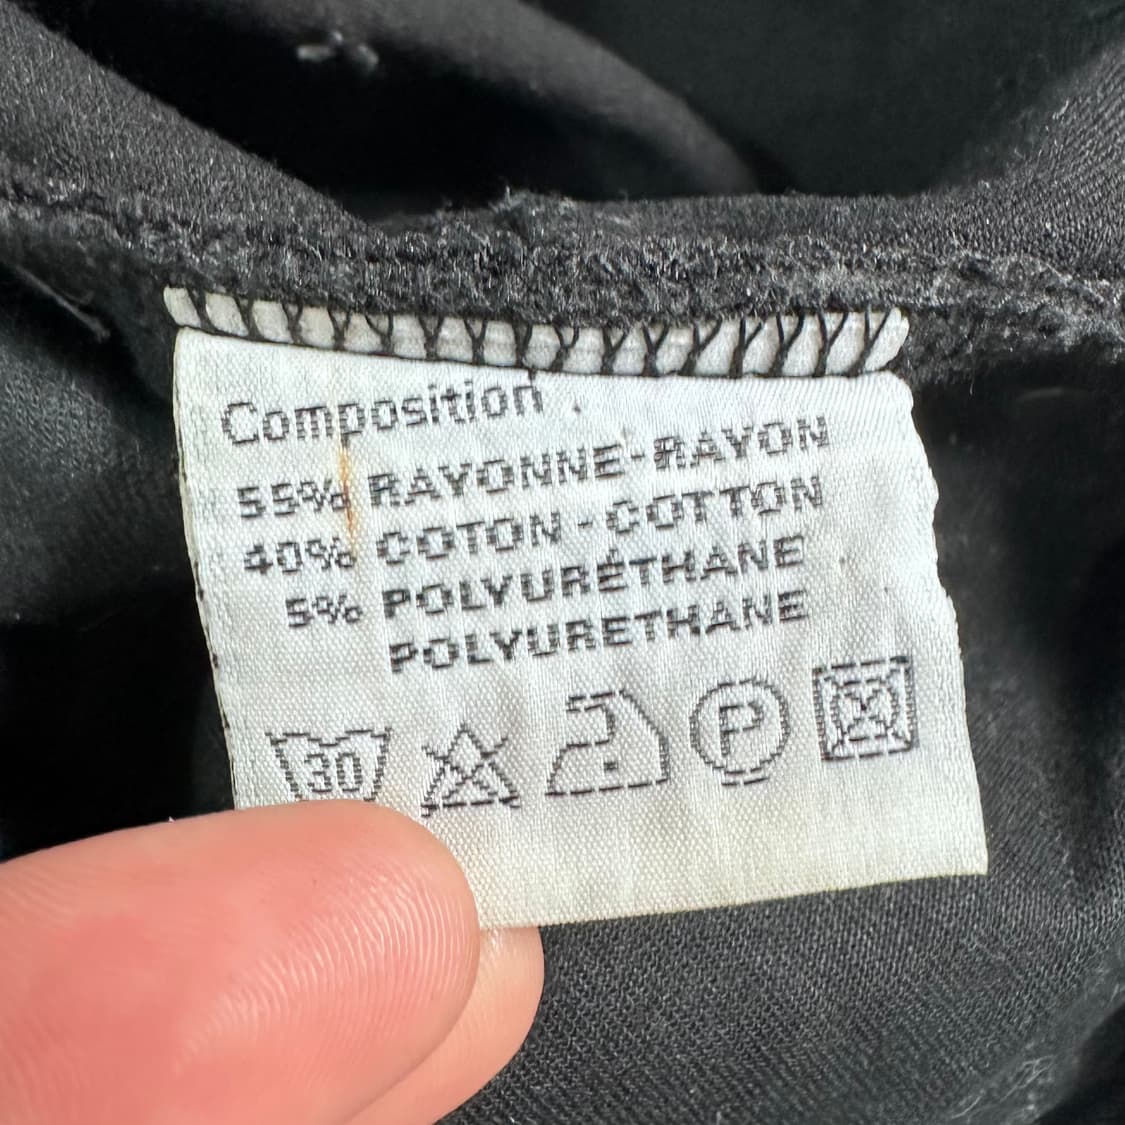 Composition .
55% RAYONNE-RAYON
40% COTON-COTTON
5% POLYURÉTHANE
POLYURETHANE
30 P